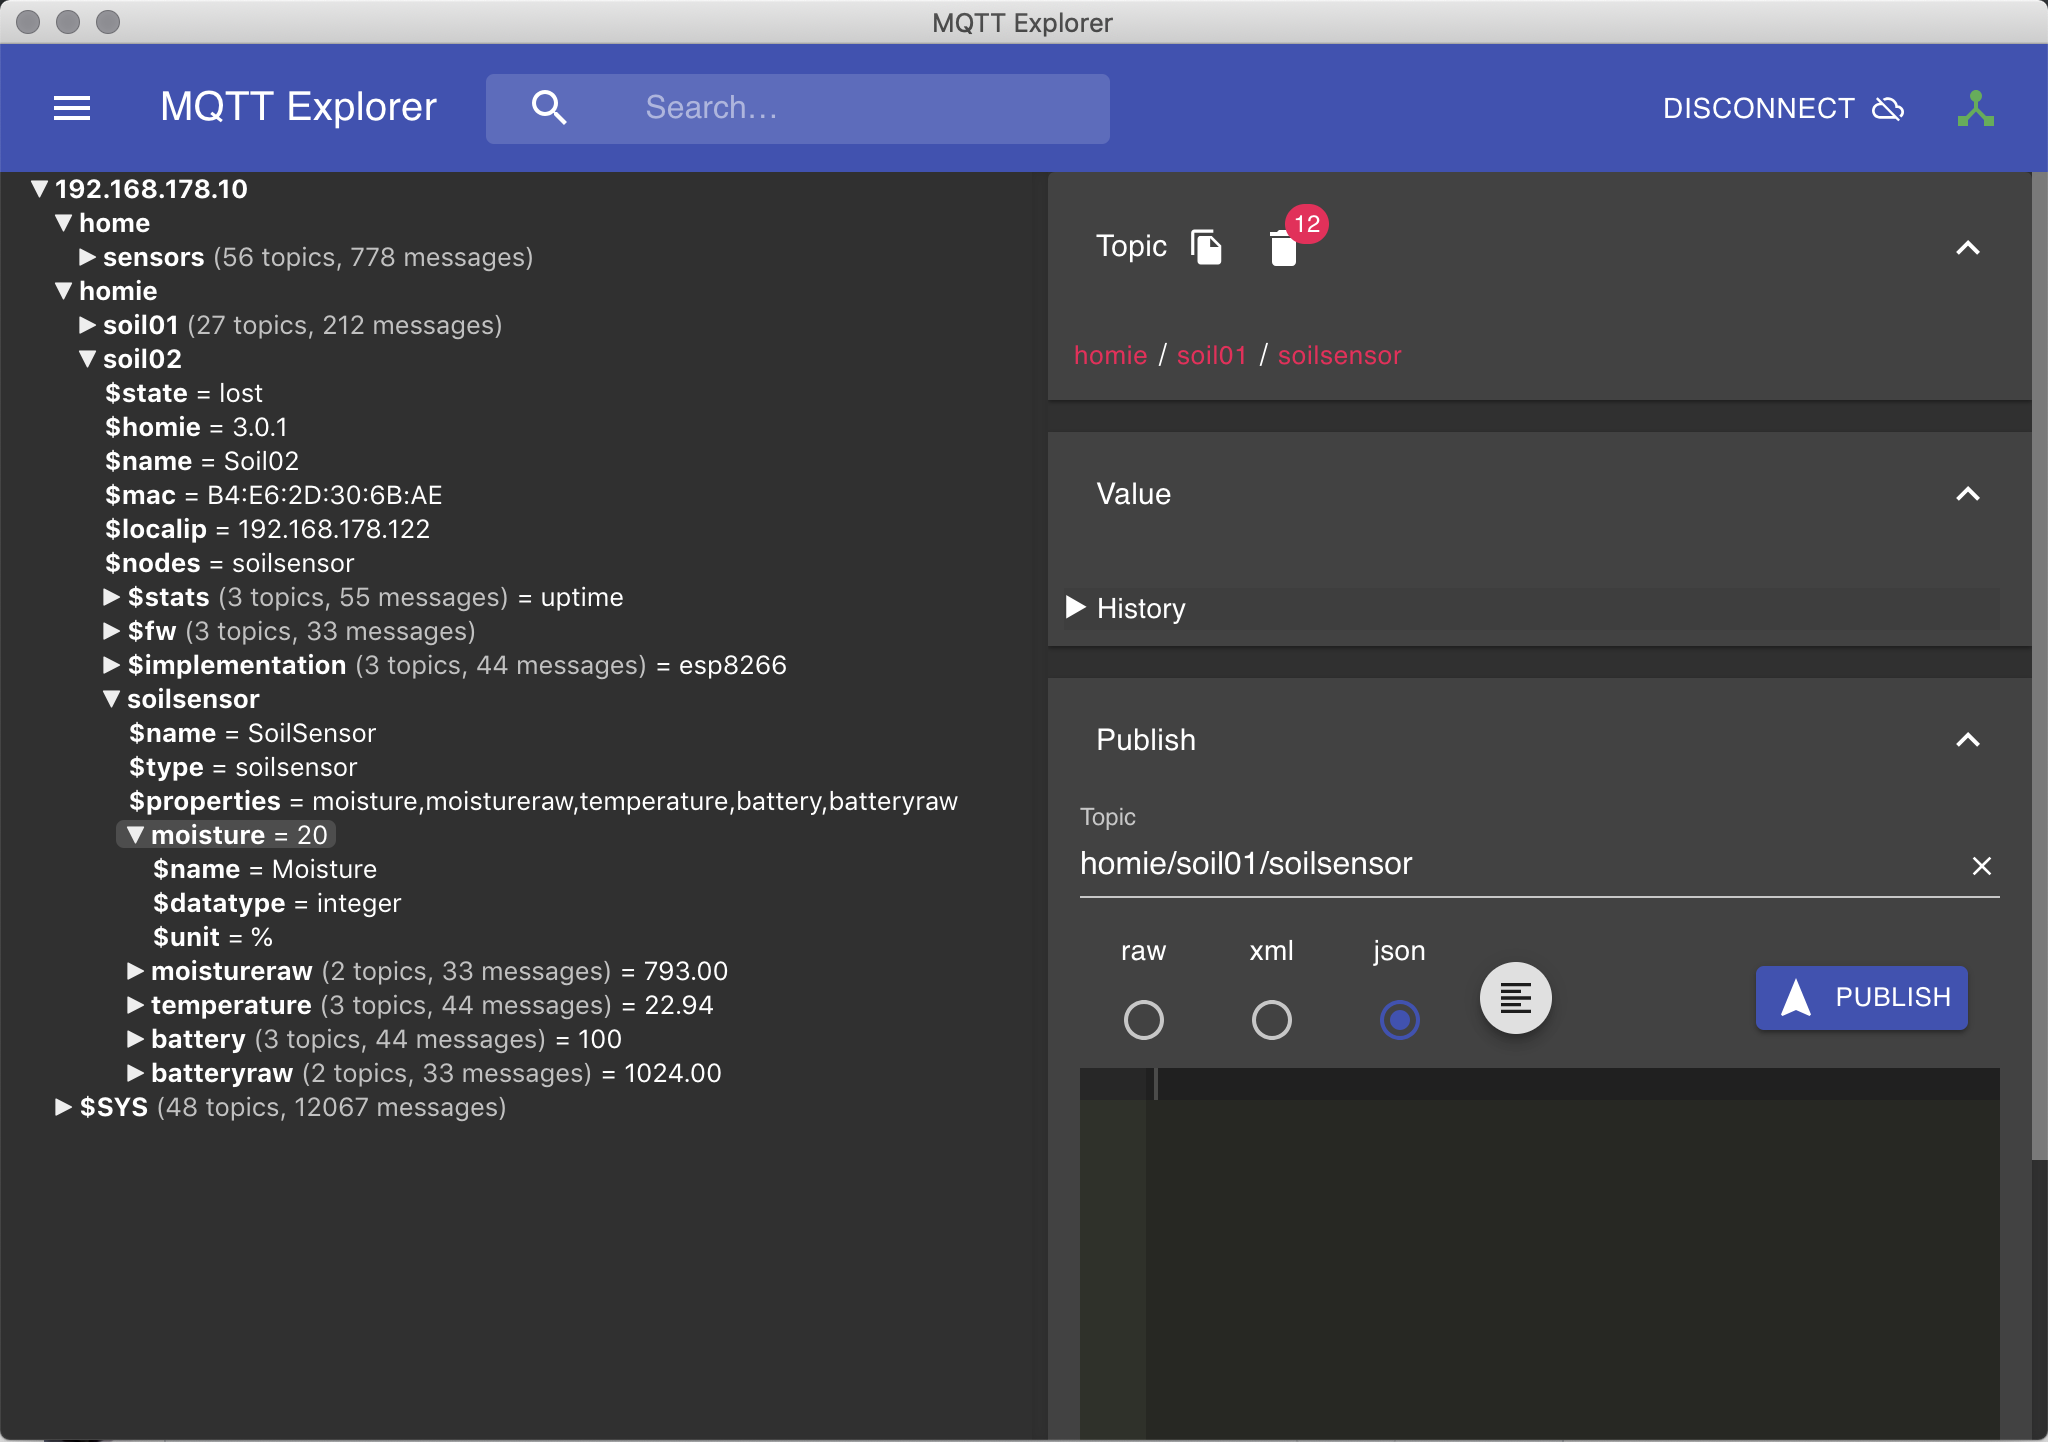 MQTT Explorer
MQTT Explorer
Search...
DISCONNECT
192.168.178.10
home
sensors (56 topics, 778 messages)
homie
soil01 (27 topics, 212 messages)
soil02
$state = lost
$homie = 3.0.1
$name = Soil02
$mac = B4:E6:2D:30:6B:AE
$localip = 192.168.178.122
$nodes = soilsensor
$stats (3 topics, 55 messages) = uptime
$fw (3 topics, 33 messages)
$implementation (3 topics, 44 messages) = esp8266
soilsensor
$name = SoilSensor
$type = soilsensor
$properties = moisture,moistureraw,temperature,battery,batteryraw
moisture = 20
$name = Moisture
$datatype = integer
$unit = %
moistureraw (2 topics, 33 messages) = 793.00
temperature (3 topics, 44 messages) = 22.94
battery (3 topics, 44 messages) = 100
batteryraw (2 topics, 33 messages) = 1024.00
$SYS (48 topics, 12067 messages)
Topic
12
homie / soil01 / soilsensor
Value
History
Publish
Topic
homie/soil01/soilsensor
raw xml json
PUBLISH